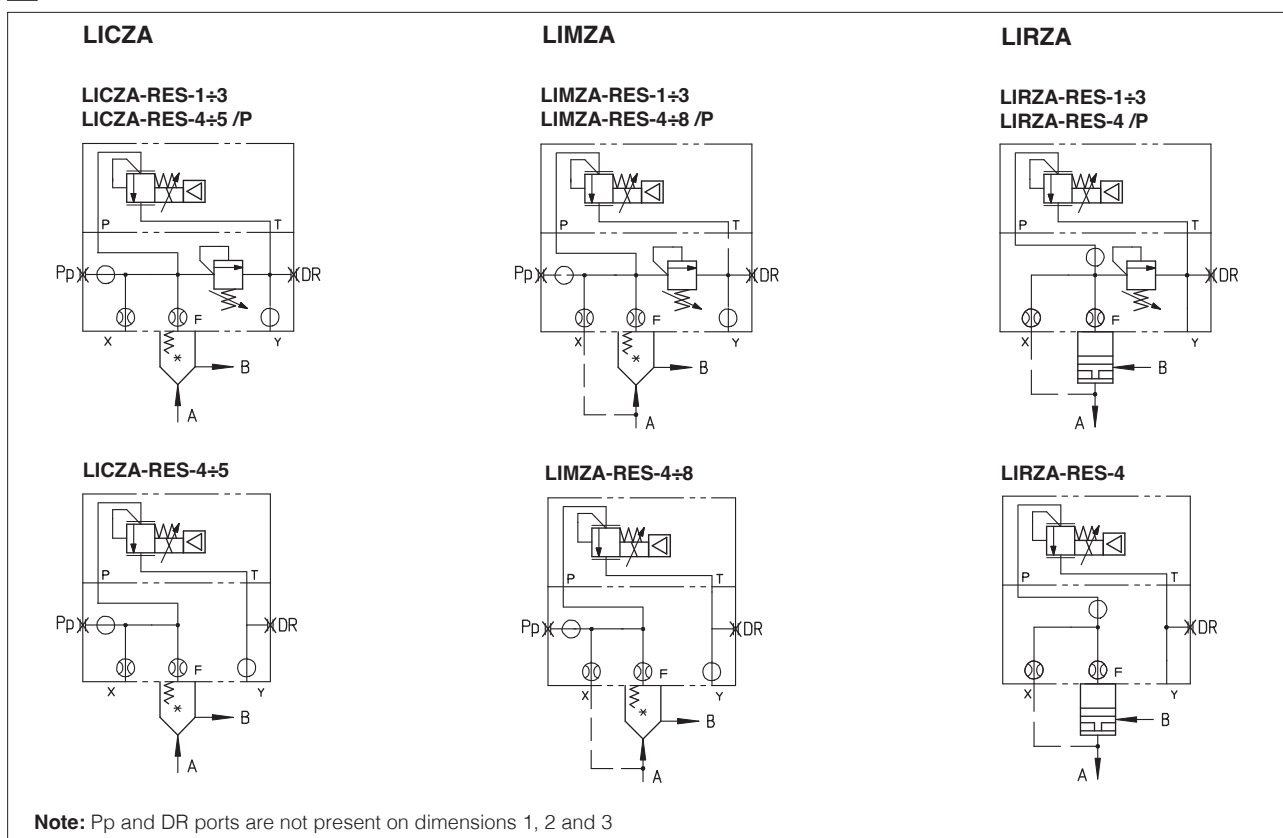 LICZA
LICZA-RES-1÷3
LICZA-RES-4÷5 /P
P
T
Pp
DR
X
F
Y
*
B
A
LIMZA
LIMZA-RES-1÷3
LIMZA-RES-4÷8 /P
P
T
Pp
DR
X
F
Y
*
B
A
LIRZA
LIRZA-RES-1÷3
LIRZA-RES-4 /P
P
T
DR
X
F
Y
B
A
LICZA-RES-4÷5
P
T
Pp
DR
X
F
Y
*
B
A
LIMZA-RES-4÷8
P
T
Pp
DR
X
F
Y
*
B
A
LIRZA-RES-4
P
T
DR
X
F
Y
B
A
Note: Pp and DR ports are not present on dimensions 1, 2 and 3